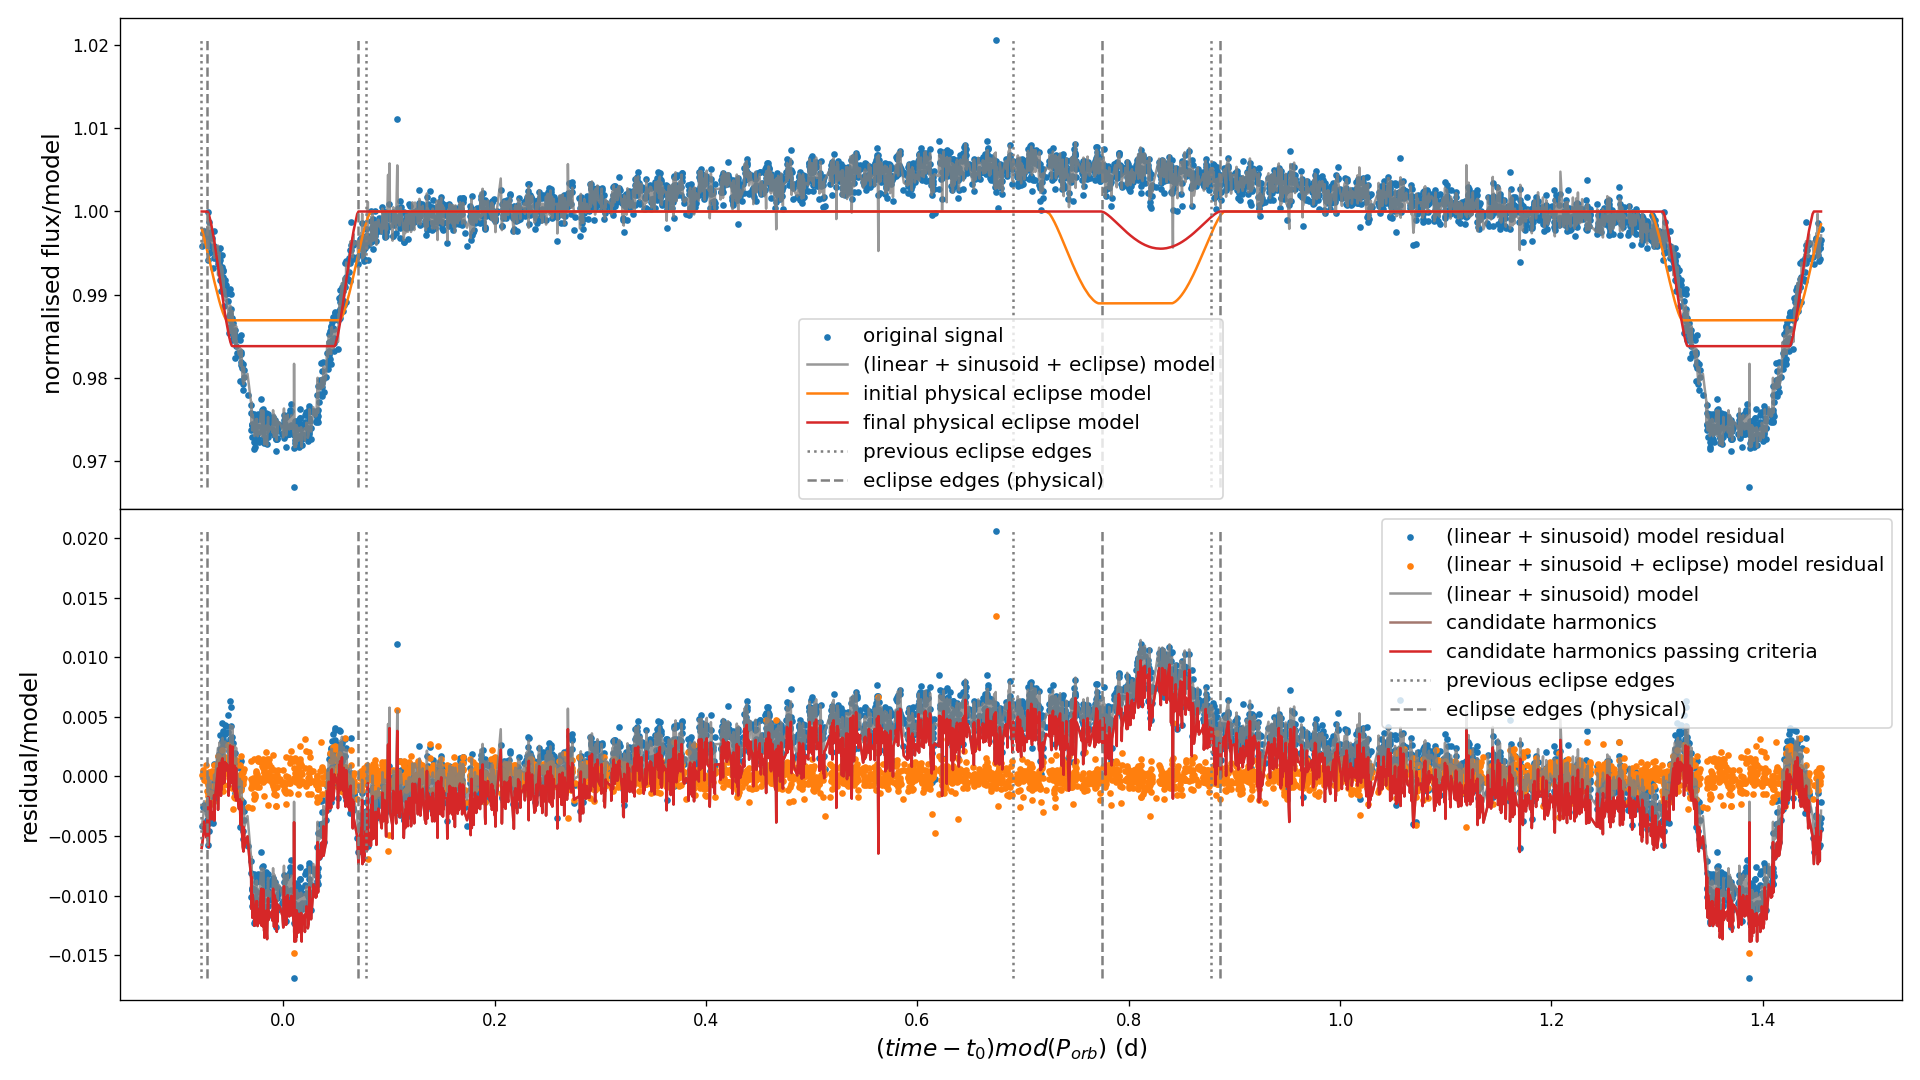 normalised flux/model
1.02
1.01
1.00
0.99
0.98
0.97
original signal
(linear + sinusoid + eclipse) model
initial physical eclipse model
final physical eclipse model
previous eclipse edges
eclipse edges (physical)
residual/model
0.020
0.015
0.010
0.005
0.000
−0.005
−0.010
−0.015
(linear + sinusoid) model residual
(linear + sinusoid + eclipse) model residual
(linear + sinusoid) model
candidate harmonics
candidate harmonics passing criteria
previous eclipse edges
eclipse edges (physical)
0.0 0.2 0.4 0.6 0.8 1.0 1.2 1.4
(time − t₀)mod(Pₒᵣb) (d)